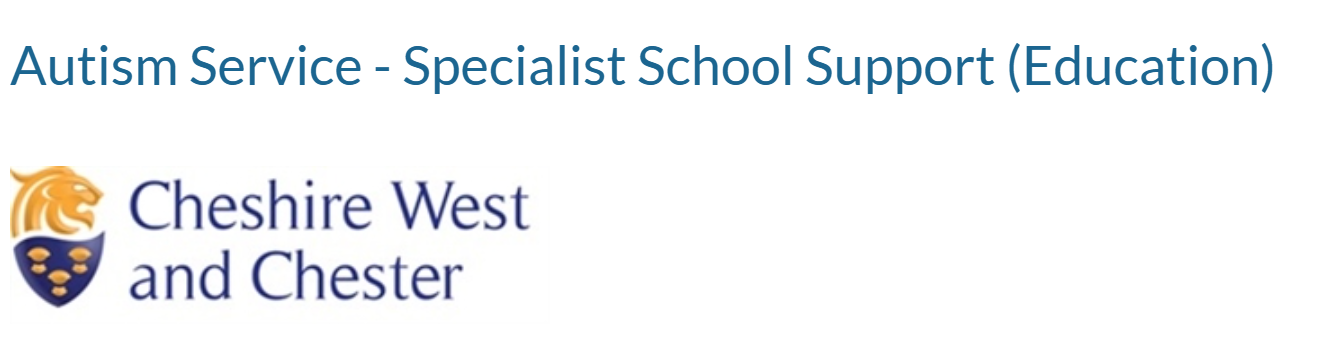 Autism Service - Specialist School Support (Education)
Cheshire West
and Chester